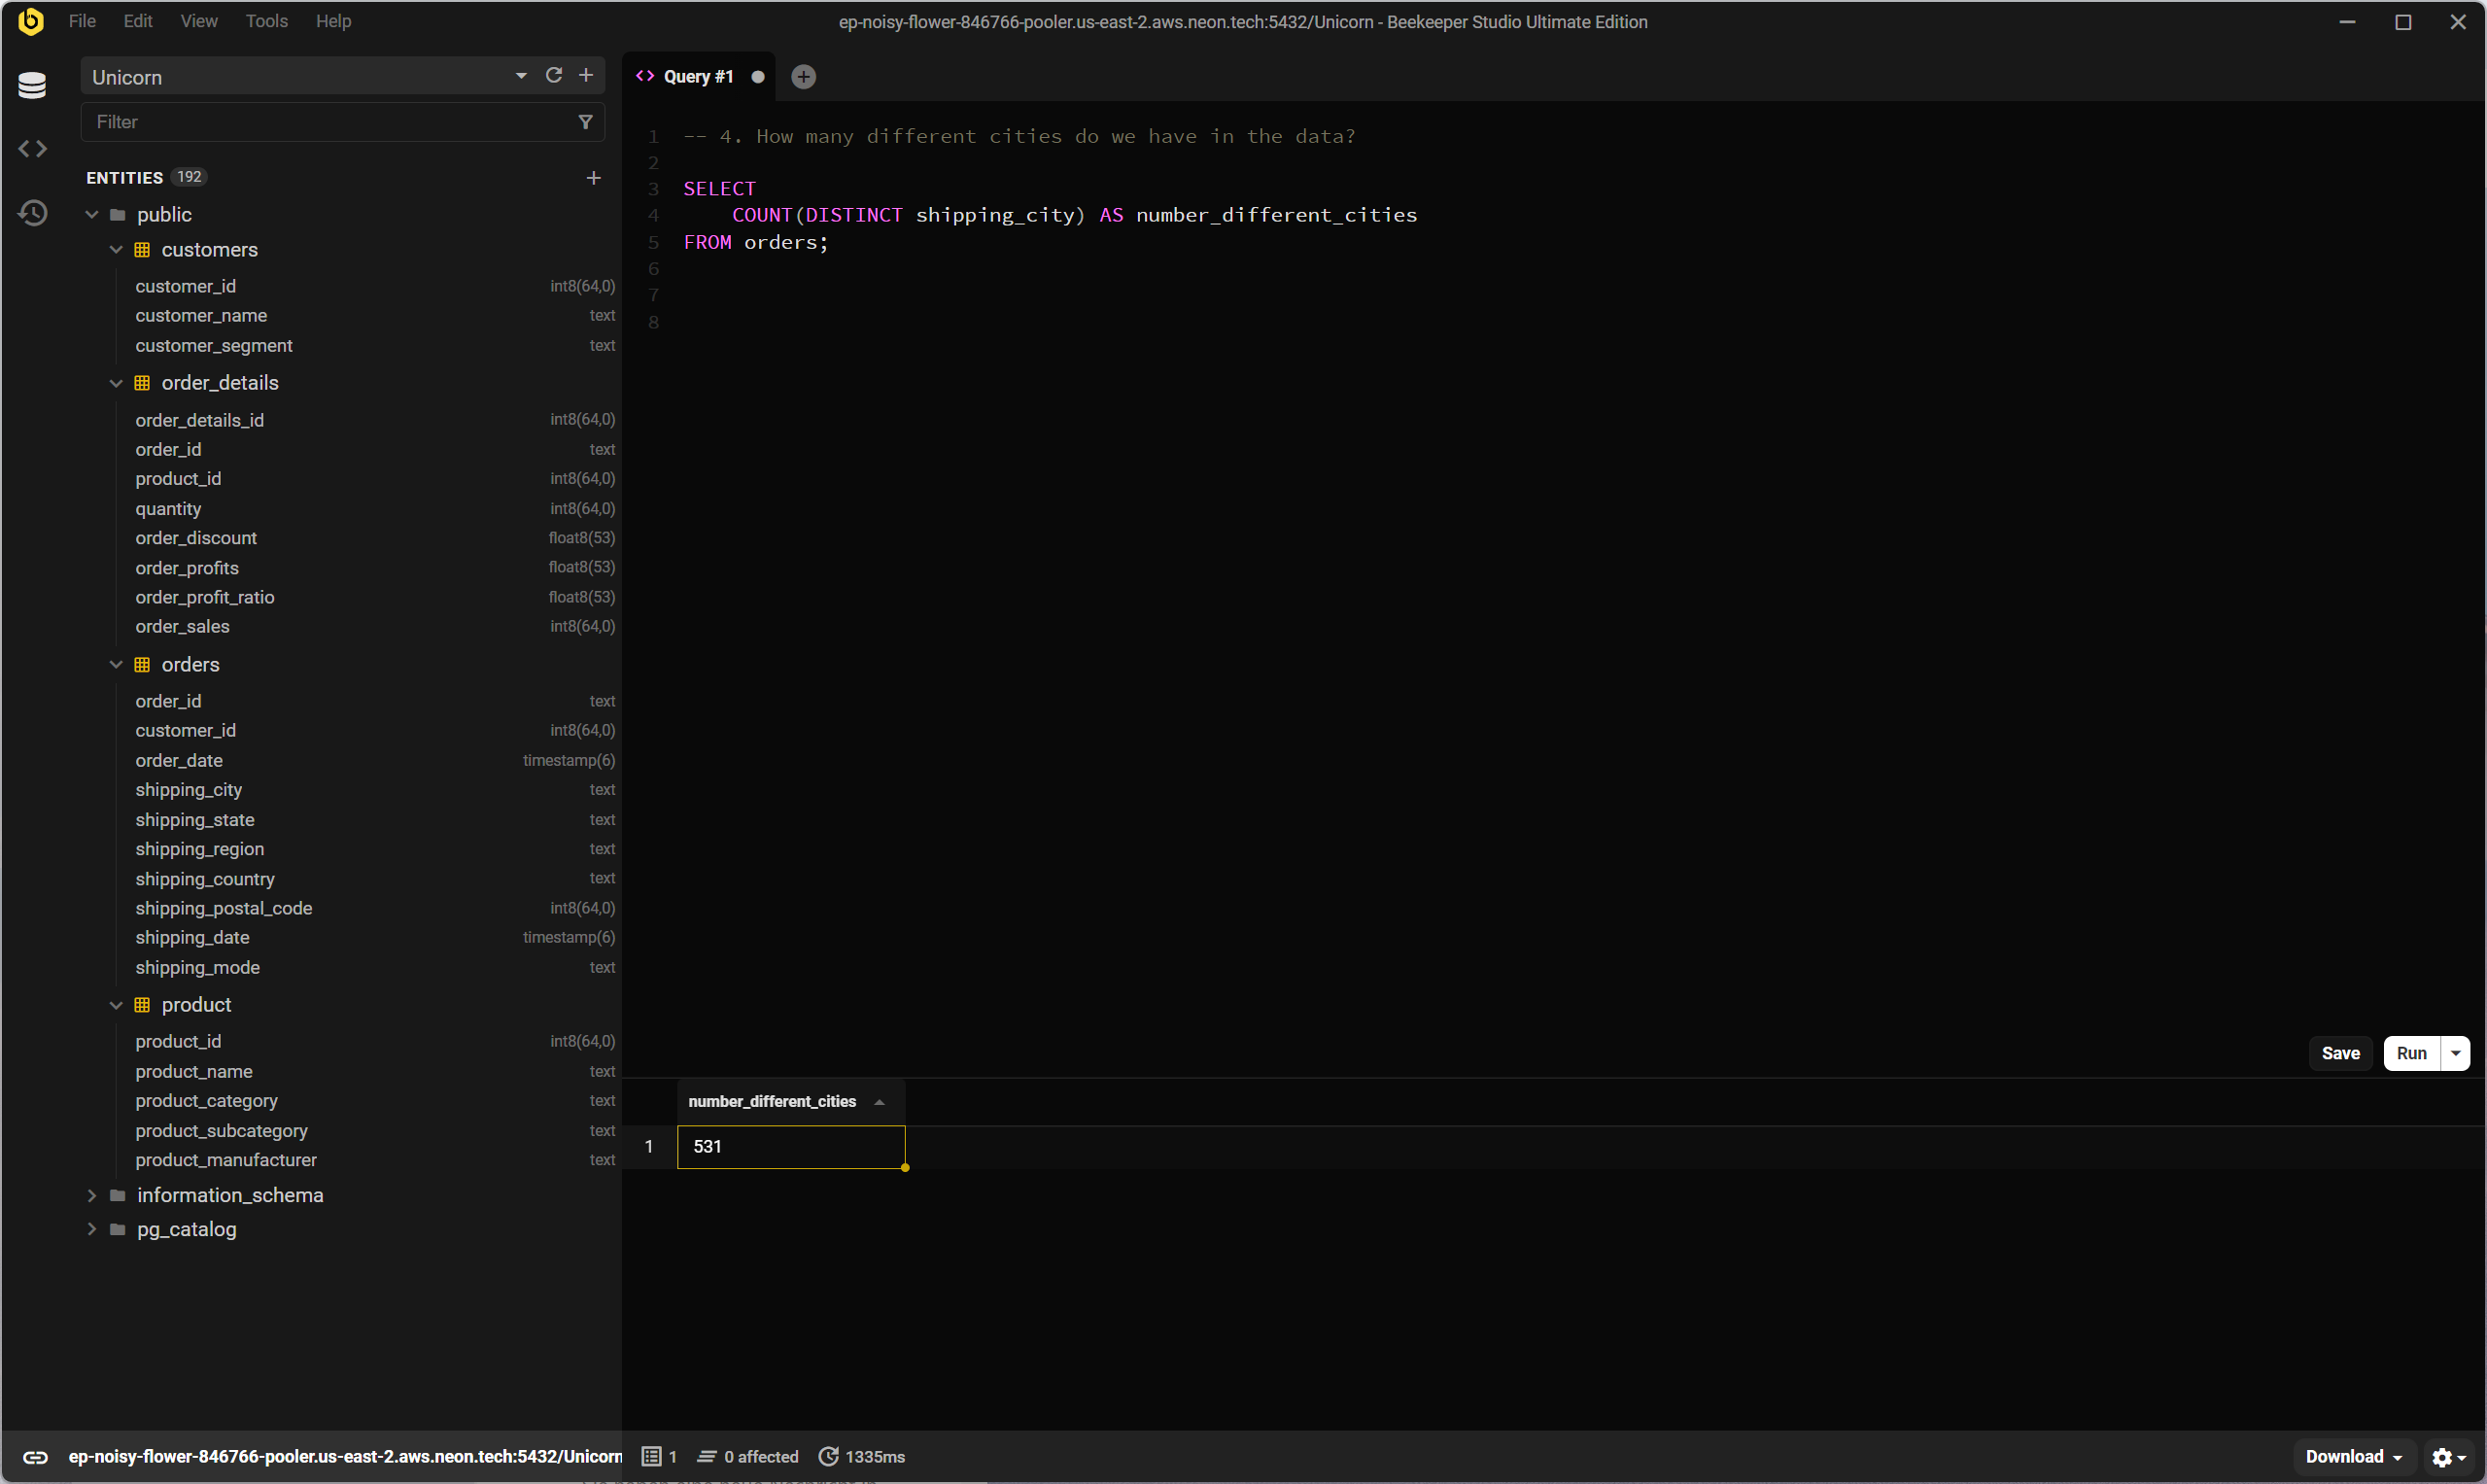 File Edit View Tools Help
ep-noisy-flower-846766-pooler.us-east-2.aws.neon.tech:5432/Unicorn - Beekeeper Studio Ultimate Edition
Unicorn
Filter
ENTITIES 192
public
customers
customer_id int8(64,0)
customer_name text
customer_segment text
order_details
order_details_id int8(64,0)
order_id text
product_id int8(64,0)
quantity int8(64,0)
order_discount float8(53)
order_profits float8(53)
order_profit_ratio float8(53)
order_sales int8(64,0)
orders
order_id text
customer_id int8(64,0)
order_date timestamp(6)
shipping_city text
shipping_state text
shipping_region text
shipping_country text
shipping_postal_code int8(64,0)
shipping_date timestamp(6)
shipping_mode text
product
product_id int8(64,0)
product_name text
product_category text
product_subcategory text
product_manufacturer text
information_schema
pg_catalog
Query #1
1 -- 4. How many different cities do we have in the data?
2
3 SELECT
4 COUNT(DISTINCT shipping_city) AS number_different_cities
5 FROM orders;
6
7
8
Save Run
number_different_cities
1 531
ep-noisy-flower-846766-pooler.us-east-2.aws.neon.tech:5432/Unicorn
1 0 affected 1335ms
Download